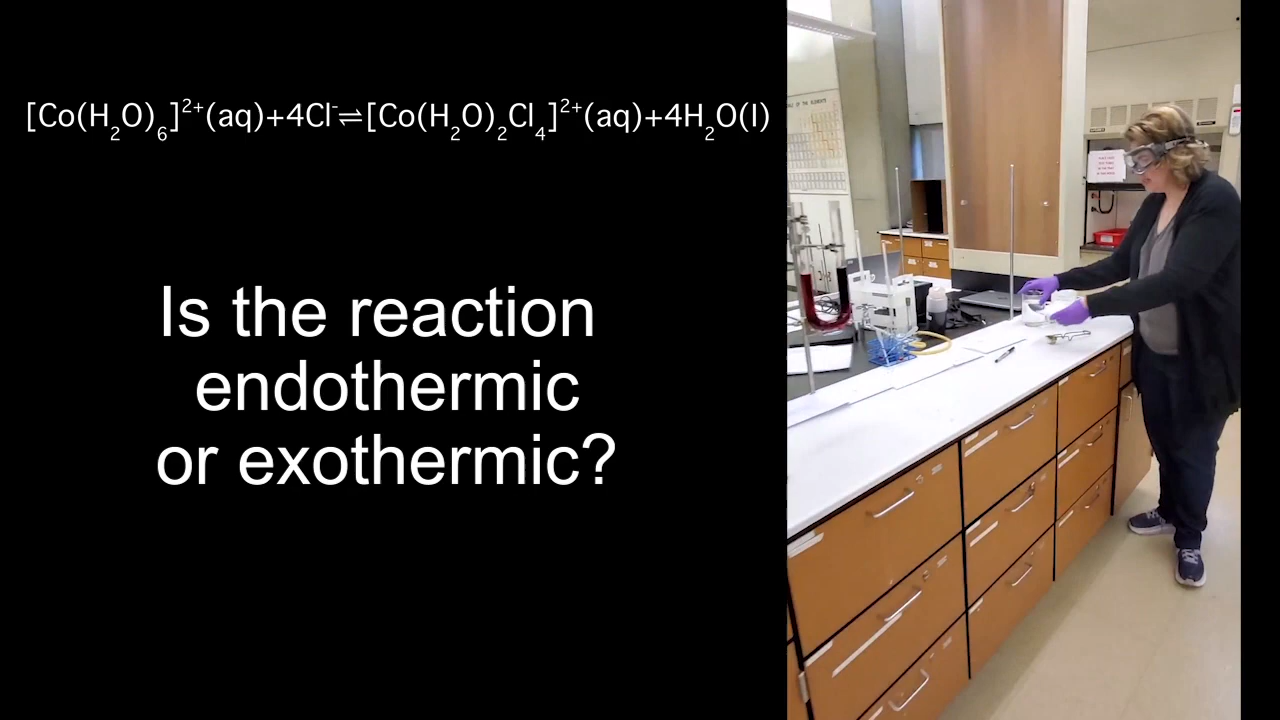 [Co(H₂O)₆]²⁺(aq)+4Cl⁻⇌[Co(H₂O)₂Cl₄]²⁺(aq)+4H₂O(l)
Is the reaction
endothermic
or exothermic?